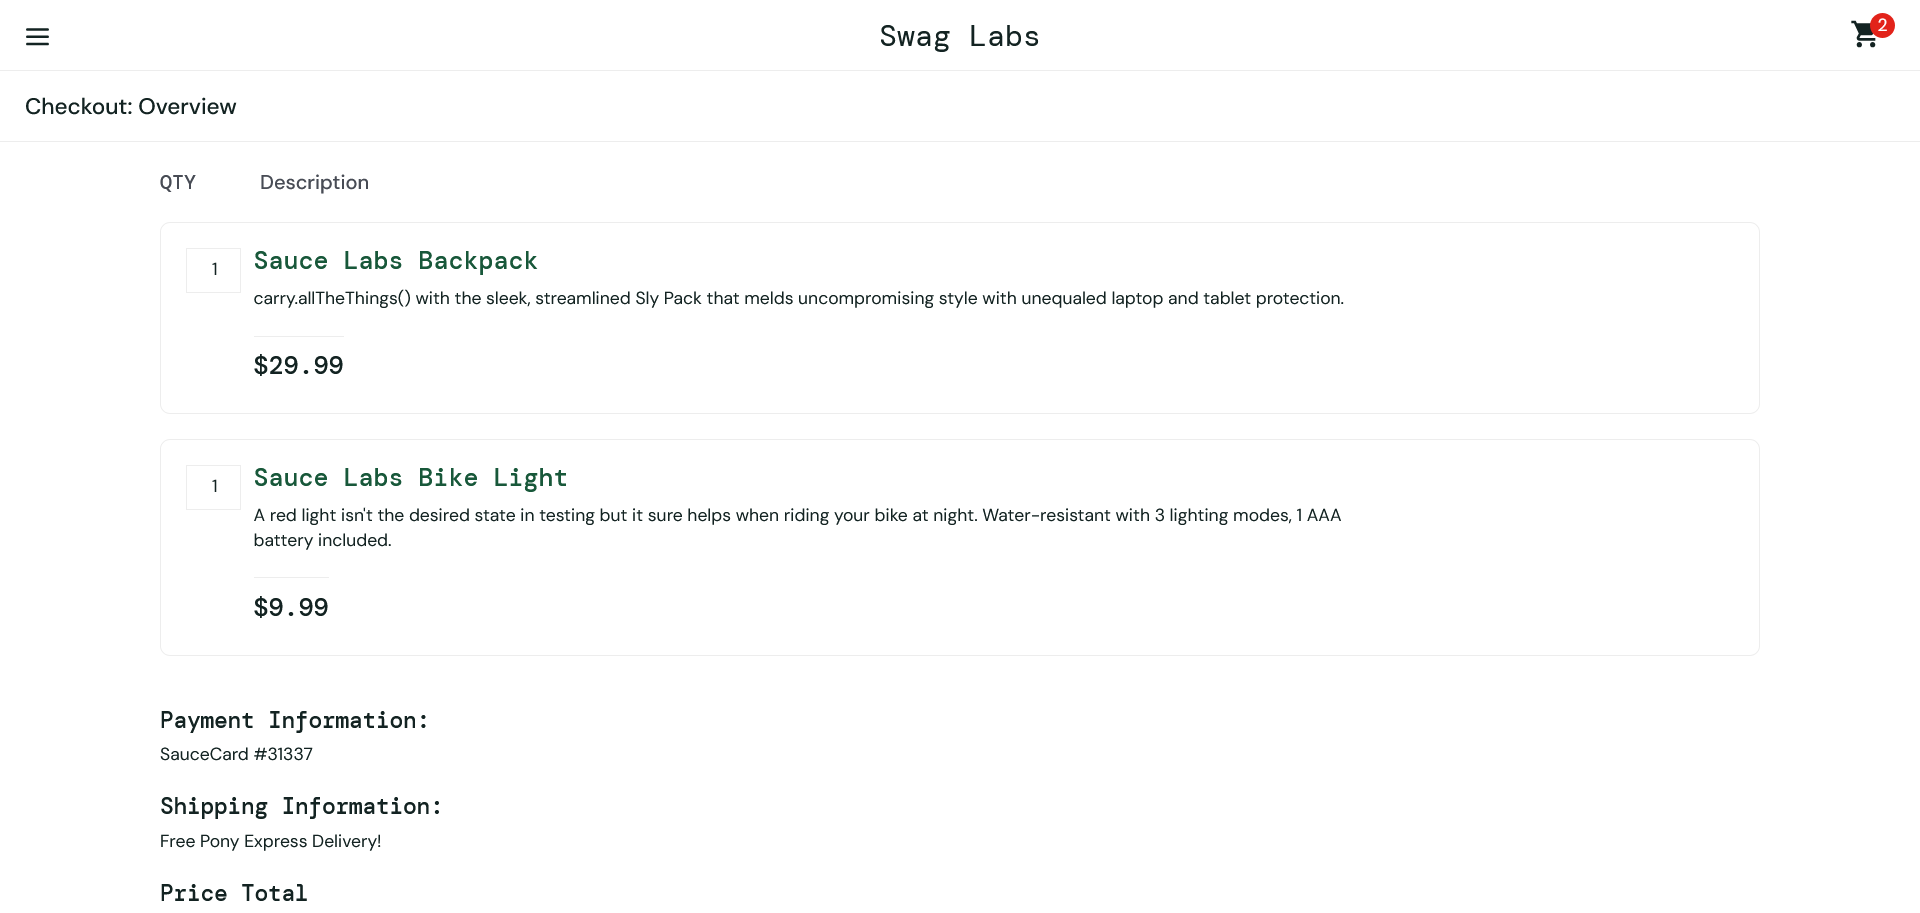 Swag Labs
2
Checkout: Overview
QTY Description
1
Sauce Labs Backpack
carry.allTheThings() with the sleek, streamlined Sly Pack that melds uncompromising style with unequaled laptop and tablet protection.
$29.99
1
Sauce Labs Bike Light
A red light isn't the desired state in testing but it sure helps when riding your bike at night. Water-resistant with 3 lighting modes, 1 AAA
battery included.
$9.99
Payment Information:
SauceCard #31337
Shipping Information:
Free Pony Express Delivery!
Price Total